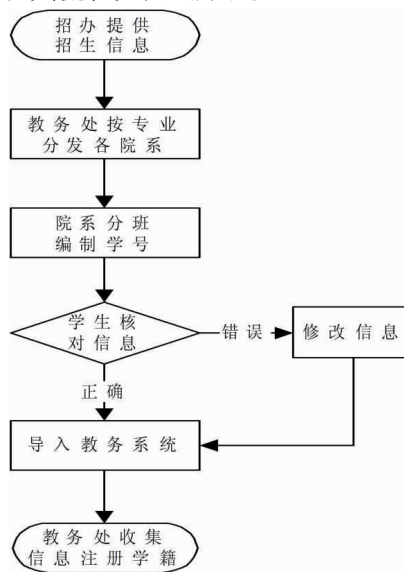 招办提供
招生信息
教务处按专业
分发各院系
院系分班
编制学号
学生核
对信息
错误
修改信息
正确
导入教务系统
教务处收集
信息注册学籍